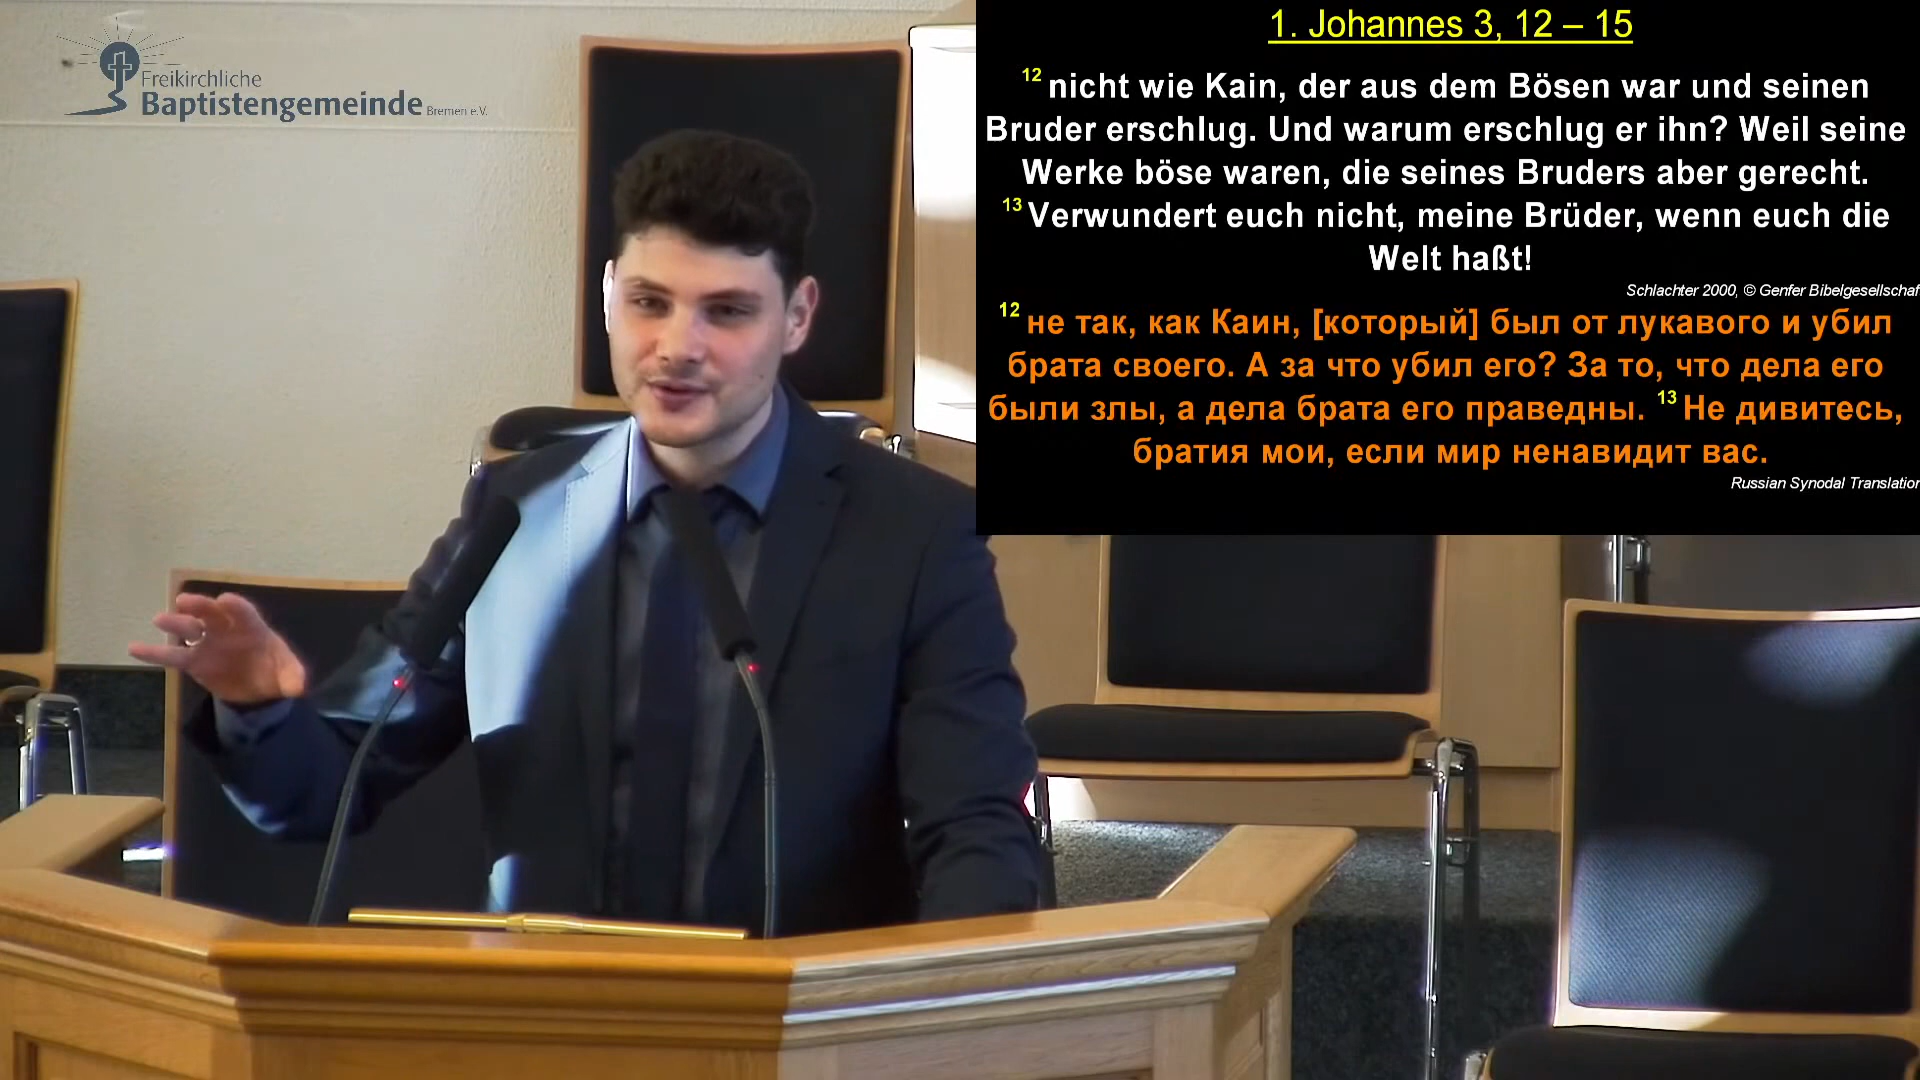 Freikirchliche
Baptistengemeinde Bremen e.V.
1. Johannes 3, 12 – 15
12 nicht wie Kain, der aus dem Bösen war und seinen
Bruder erschlug. Und warum erschlug er ihn? Weil seine
Werke böse waren, die seines Bruders aber gerecht.
13 Verwundert euch nicht, meine Brüder, wenn euch die
Welt haßt!
Schlachter 2000, © Genfer Bibelgesellschaf
12 не так, как Каин, [который] был от лукавого и убил
брата своего. А за что убил его? За то, что дела его
были злы, а дела брата его праведны. 13 Не дивитесь,
братия мои, если мир ненавидит вас.
Russian Synodal Translation